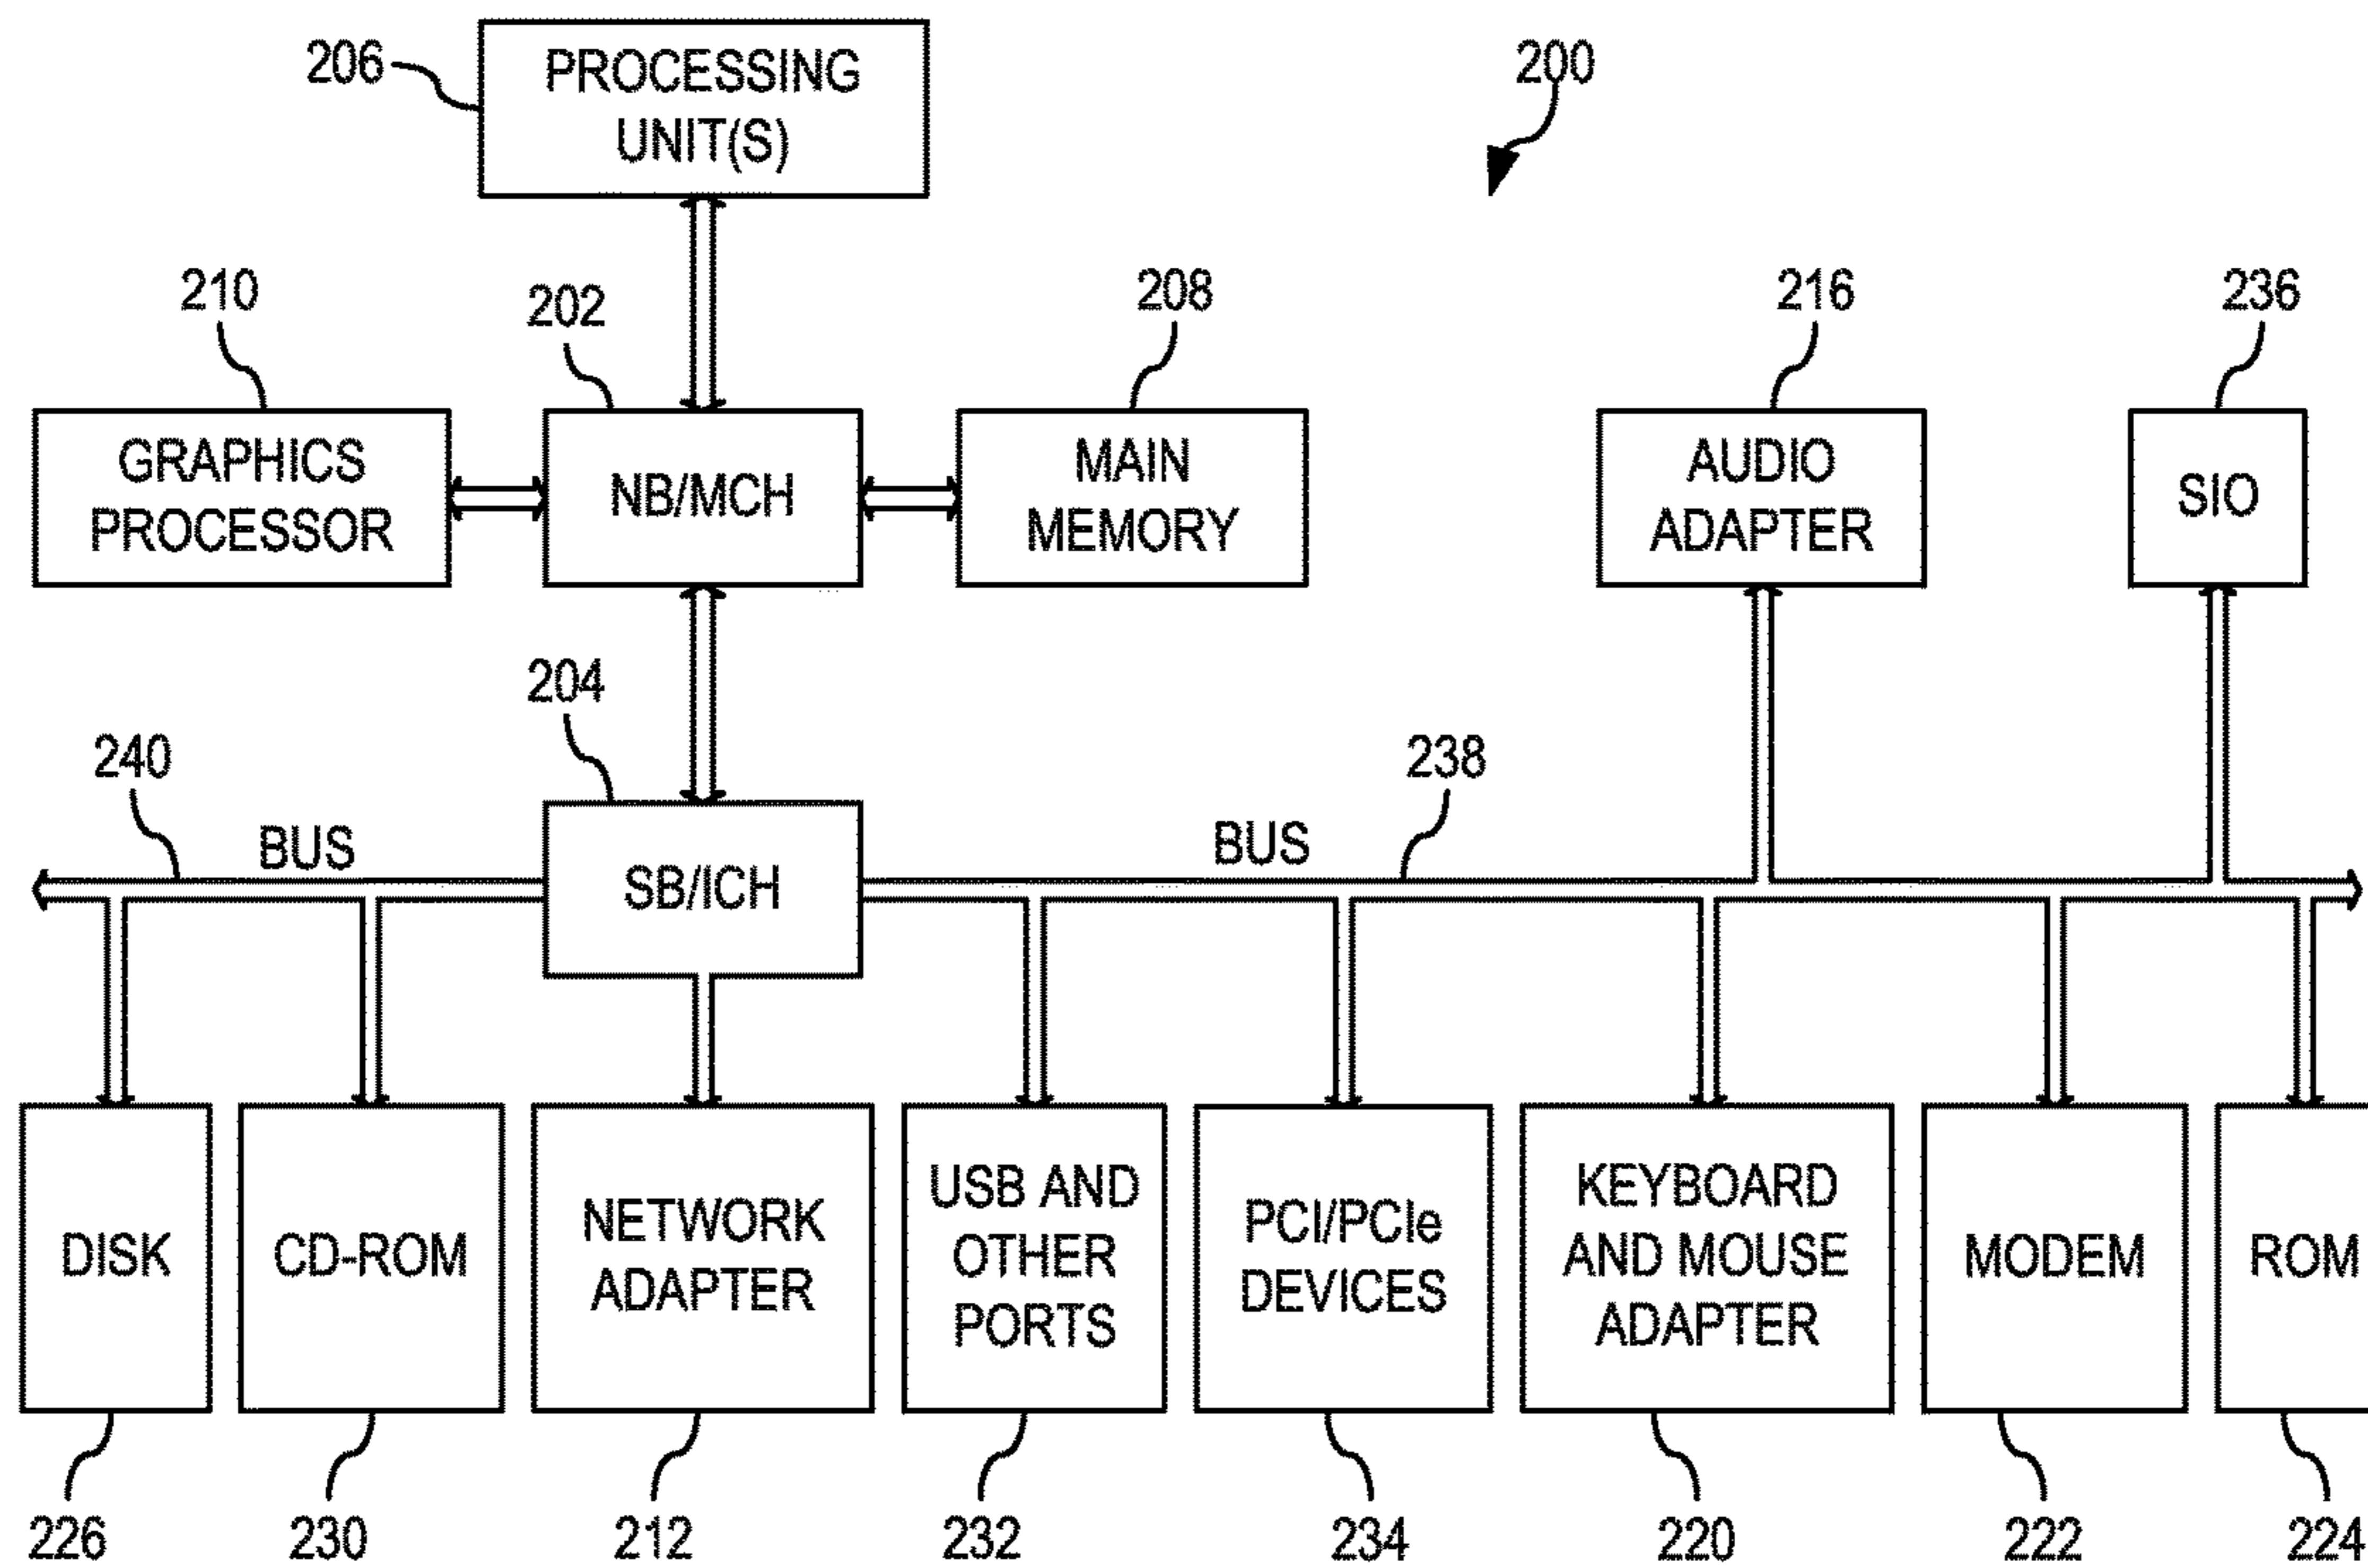 206
PROCESSING
UNIT(S)
200
210
202
208
216
236
GRAPHICS
PROCESSOR
NB/MCH
MAIN
MEMORY
AUDIO
ADAPTER
SIO
204
240
238
BUS
SB/ICH
BUS
DISK
CD-ROM
NETWORK
ADAPTER
USB AND
OTHER
PORTS
PCI/PCIe
DEVICES
KEYBOARD
AND MOUSE
ADAPTER
MODEM
ROM
226
230
212
232
234
220
222
224